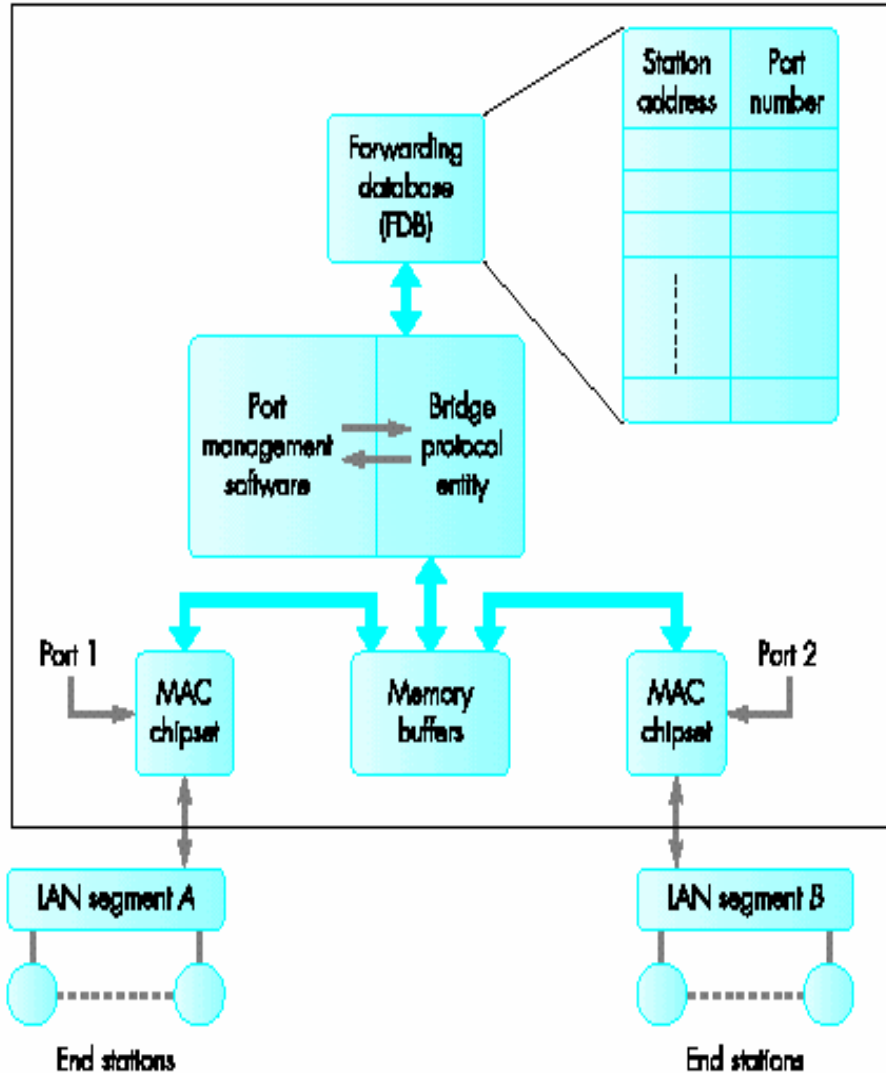 Station
address
Port
number
Forwarding
database
(FDB)
Port
management
software
Bridge
protocol
entity
Port 1
MAC
chipset
Memory
buffers
MAC
chipset
Port 2
LAN segment A
LAN segment B
End stations
End stations